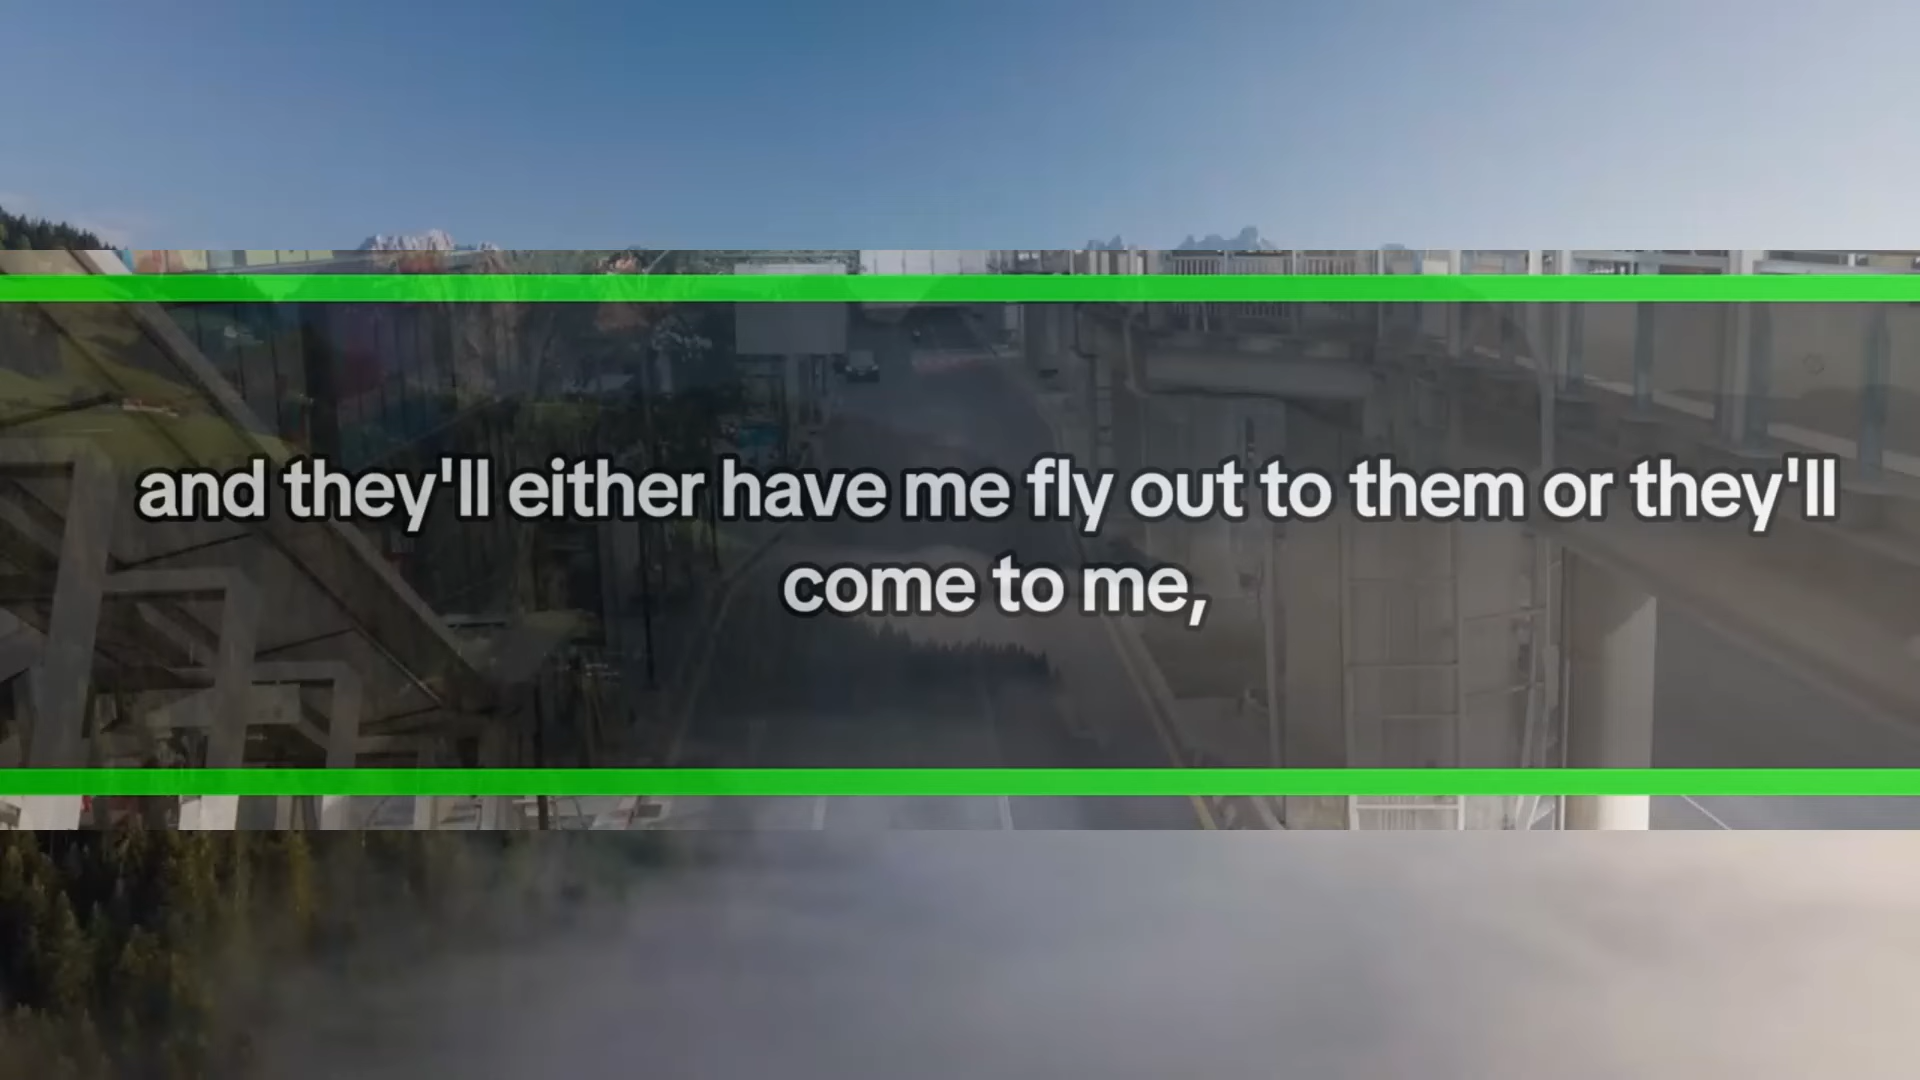 and they'll either have me fly out to them or they'll
come to me,